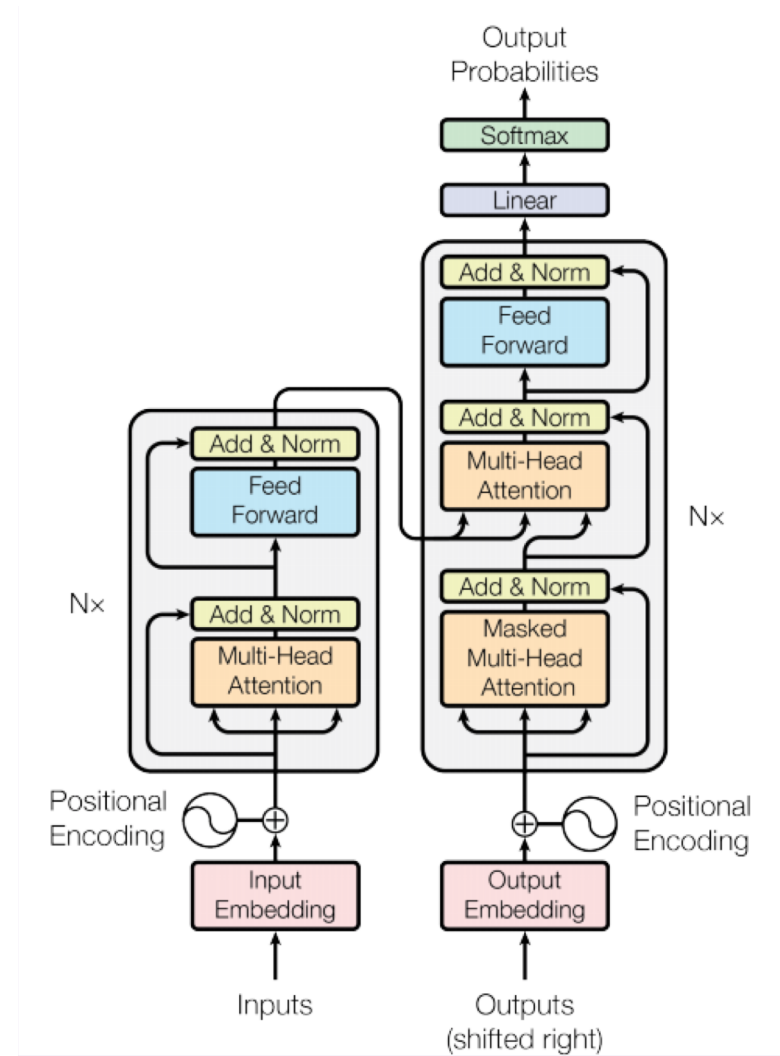 Output
Probabilities
Softmax
Linear
Add & Norm
Feed
Forward
Add & Norm
Multi-Head
Attention
N×
Add & Norm
Masked
Multi-Head
Attention
Add & Norm
Feed
Forward
N×
Add & Norm
Multi-Head
Attention
Positional
Encoding
Positional
Encoding
Input
Embedding
Output
Embedding
Inputs
Outputs
(shifted right)